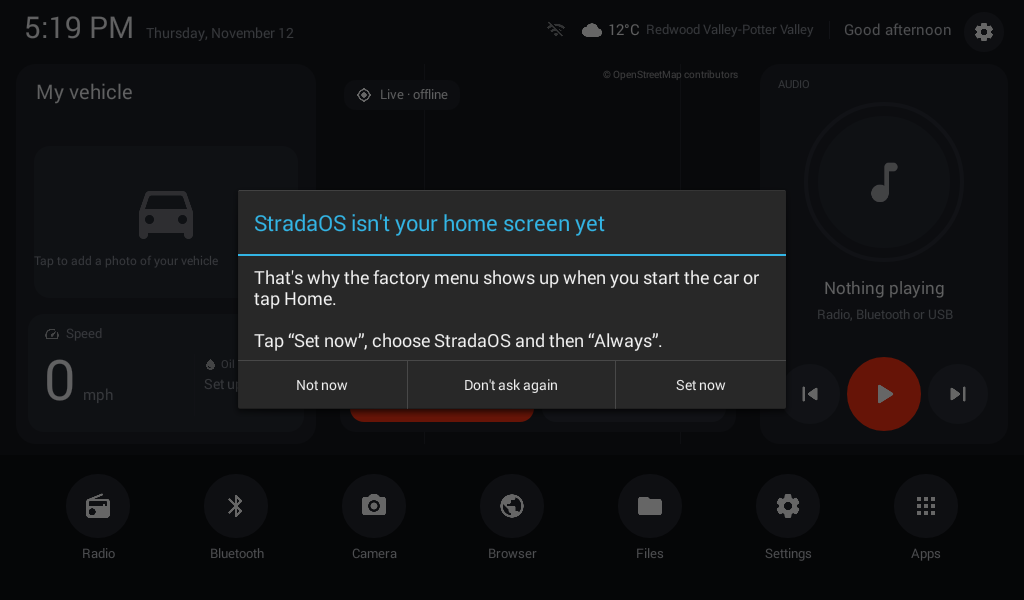 5:19 PM
Thursday, November 12
12°C
Redwood Valley-Potter Valley
Good afternoon
My vehicle
Tap to add a photo of your vehicle
Speed
0 mph
Oil
Live · offline
© OpenStreetMap contributors
StradaOS isn't your home screen yet
That's why the factory menu shows up when you start the car or
tap Home.
Tap “Set now”, choose StradaOS and then “Always”.
Not now
Don't ask again
Set now
AUDIO
Nothing playing
Radio, Bluetooth or USB
Radio
Bluetooth
Camera
Browser
Files
Settings
Apps